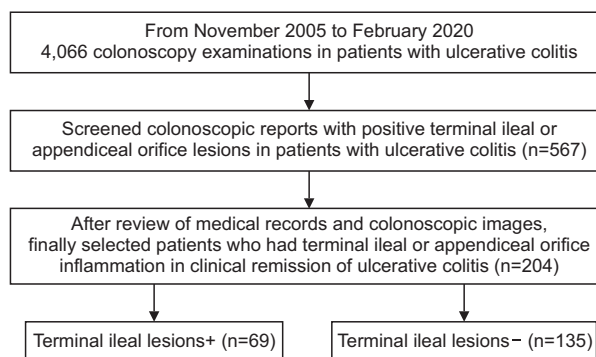 From November 2005 to February 2020
4,066 colonoscopy examinations in patients with ulcerative colitis
Screened colonoscopic reports with positive terminal ileal or
appendiceal orifice lesions in patients with ulcerative colitis (n=567)
After review of medical records and colonoscopic images,
finally selected patients who had terminal ileal or appendiceal orifice
inflammation in clinical remission of ulcerative colitis (n=204)
Terminal ileal lesions+ (n=69)
Terminal ileal lesions− (n=135)